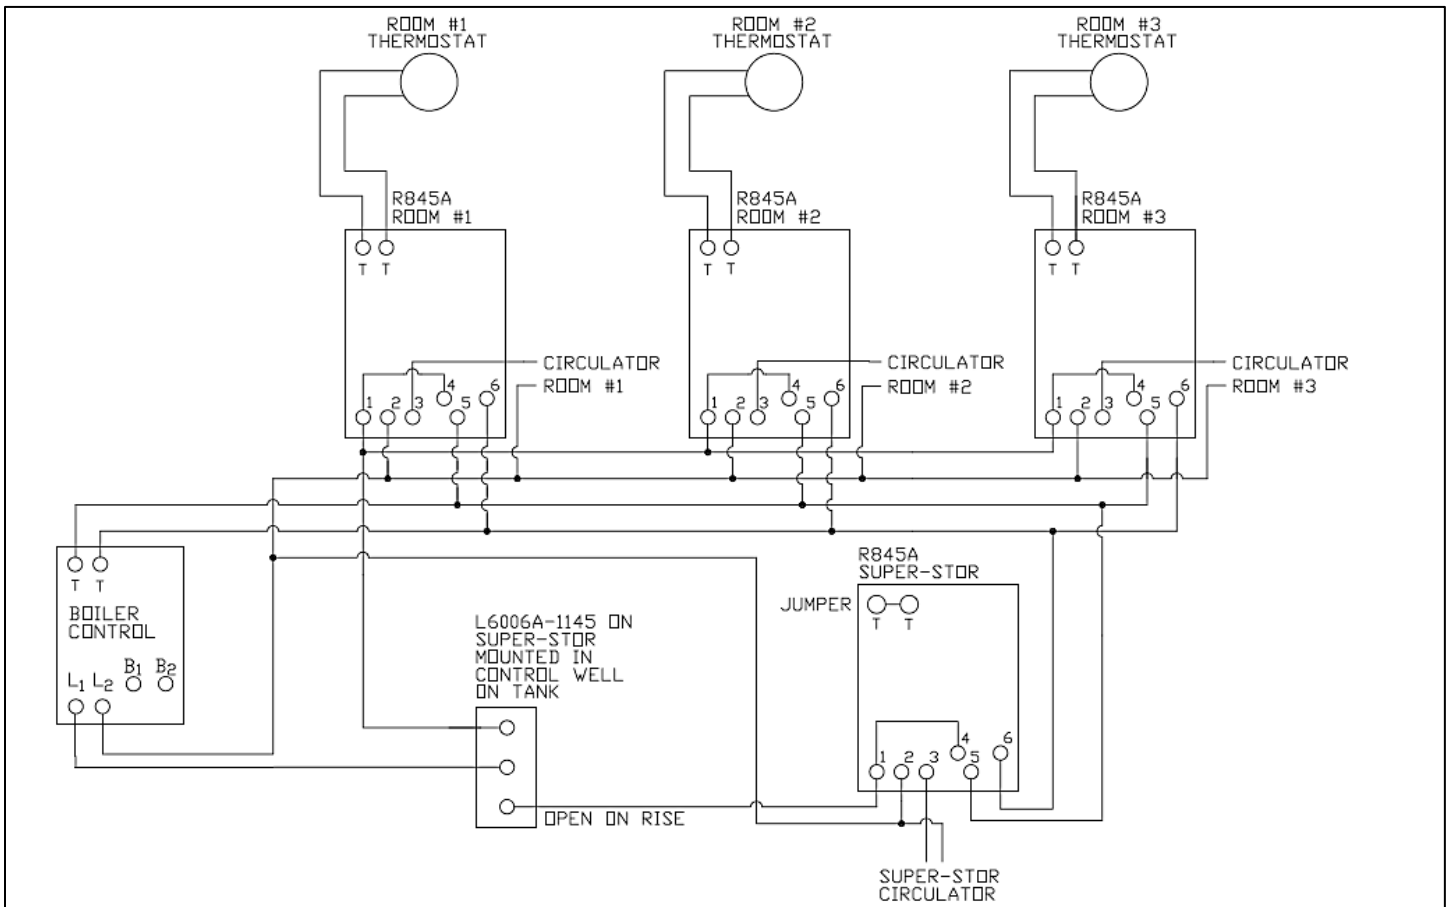 ROOM #1
THERMOSTAT
ROOM #2
THERMOSTAT
ROOM #3
THERMOSTAT
R845A
ROOM #1
R845A
ROOM #2
R845A
ROOM #3
T T
T T
T T
CIRCULATOR
ROOM #1
CIRCULATOR
ROOM #2
CIRCULATOR
ROOM #3
1 2 3 4 5 6
1 2 3 4 5 6
1 2 3 4 5 6
T T
BOILER
CONTROL
L1 L2 B1 B2
L6006A-1145 ON
SUPER-STOR
MOUNTED IN
CONTROL WELL
ON TANK
OPEN ON RISE
R845A
SUPER-STOR
JUMPER
T T
1 2 3 4 5 6
SUPER-STOR
CIRCULATOR